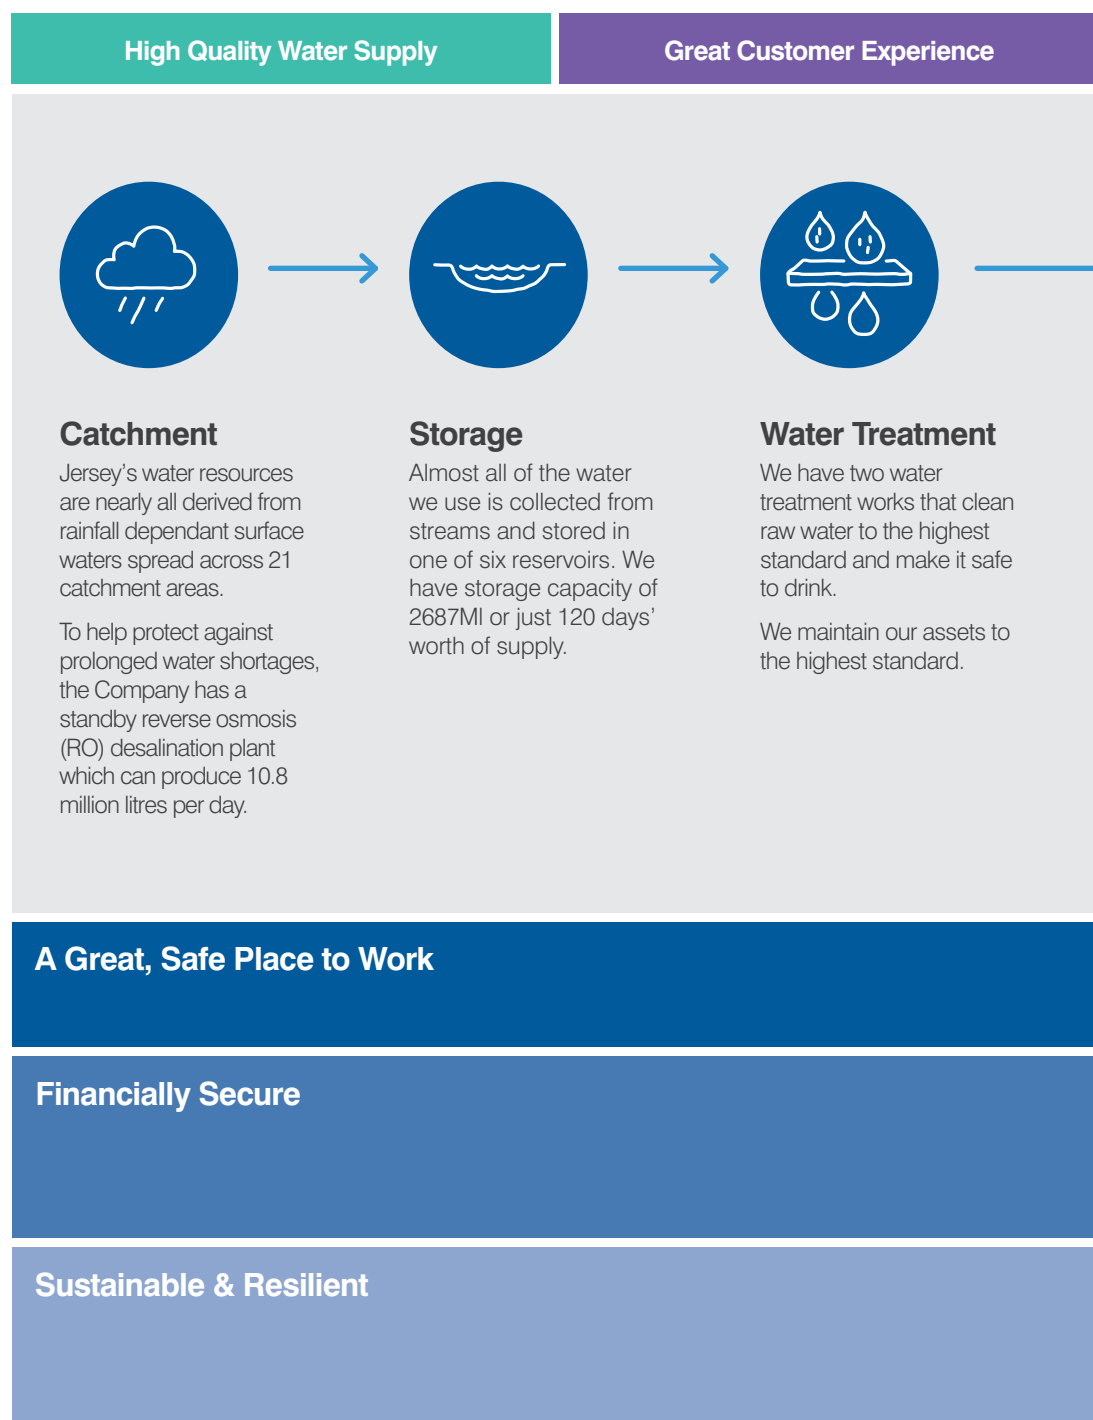 High Quality Water Supply
Great Customer Experience
Catchment
Jersey's water resources
are nearly all derived from
rainfall dependant surface
waters spread across 21
catchment areas.
To help protect against
prolonged water shortages,
the Company has a
standby reverse osmosis
(RO) desalination plant
which can produce 10.8
million litres per day.
Storage
Almost all of the water
we use is collected from
streams and stored in
one of six reservoirs. We
have storage capacity of
2687Ml or just 120 days'
worth of supply.
Water Treatment
We have two water
treatment works that clean
raw water to the highest
standard and make it safe
to drink.
We maintain our assets to
the highest standard.
A Great, Safe Place to Work
Financially Secure
Sustainable & Resilient